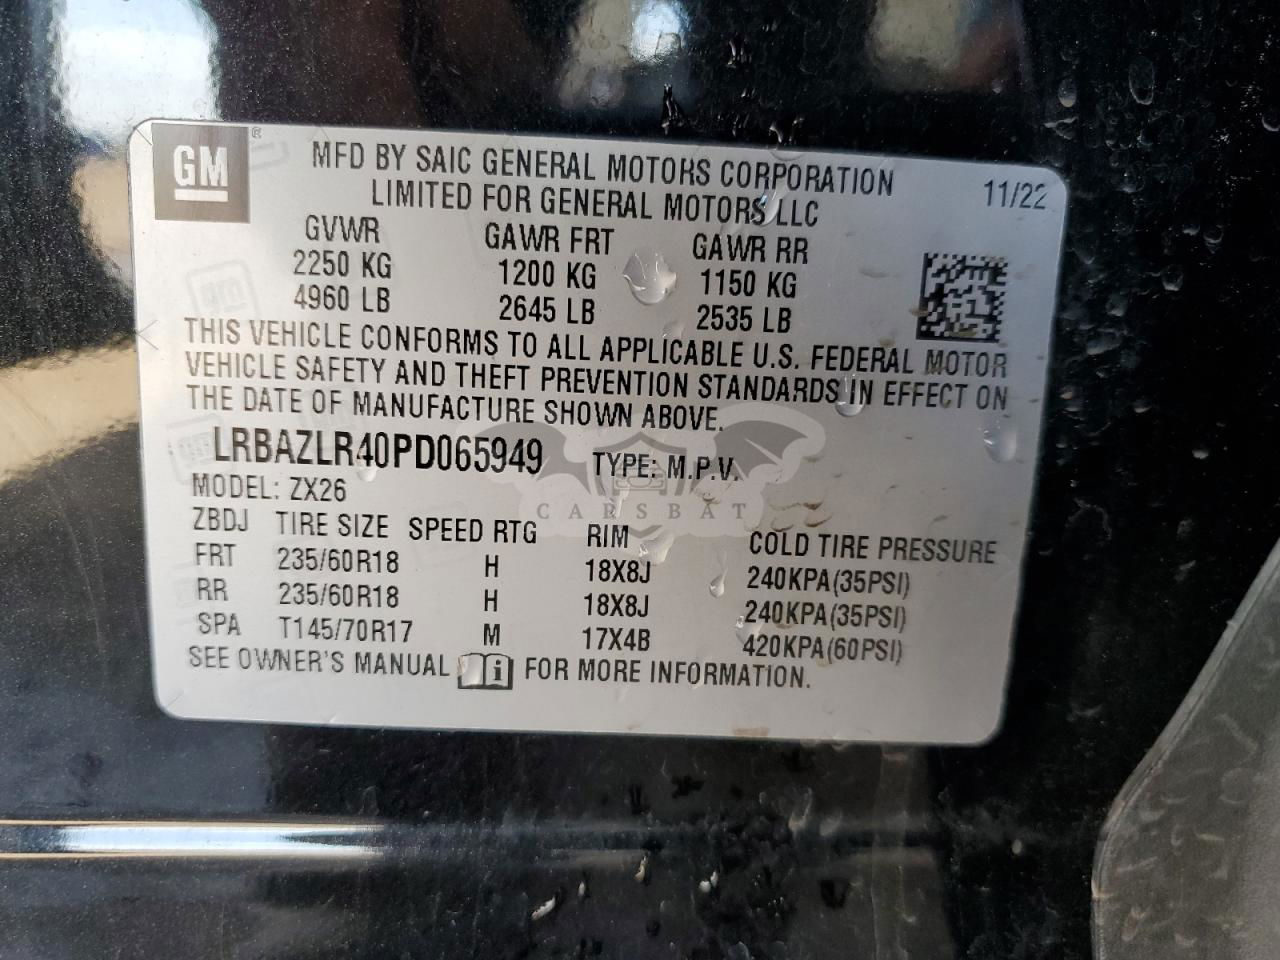 GM ®
MFD BY SAIC GENERAL MOTORS CORPORATION
LIMITED FOR GENERAL MOTORS LLC
11/22
GVWR GAWR FRT GAWR RR
2250 KG 1200 KG 1150 KG
4960 LB 2645 LB 2535 LB
THIS VEHICLE CONFORMS TO ALL APPLICABLE U.S. FEDERAL MOTOR
VEHICLE SAFETY AND THEFT PREVENTION STANDARDS IN EFFECT ON
THE DATE OF MANUFACTURE SHOWN ABOVE.
LRBAZLR40PD065949 TYPE: M.P.V.
MODEL: ZX26
CARSBAT
ZBDJ TIRE SIZE SPEED RTG RIM COLD TIRE PRESSURE
FRT 235/60R18 H 18X8J 240KPA(35PSI)
RR 235/60R18 H 18X8J 240KPA(35PSI)
SPA T145/70R17 M 17X4B 420KPA(60PSI)
SEE OWNER'S MANUAL i FOR MORE INFORMATION.